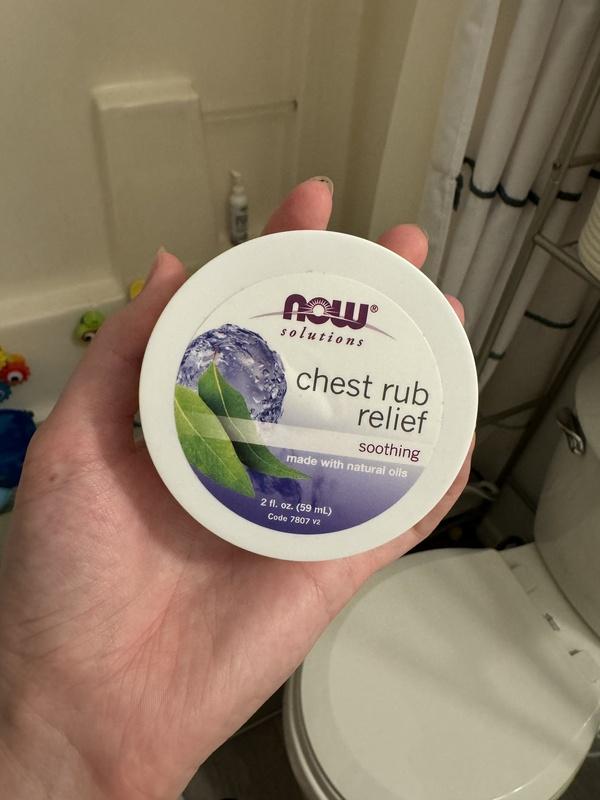 now®
solutions
chest rub
relief
soothing
made with natural oils
2 fl. oz. (59 mL)
Code 7807 V2